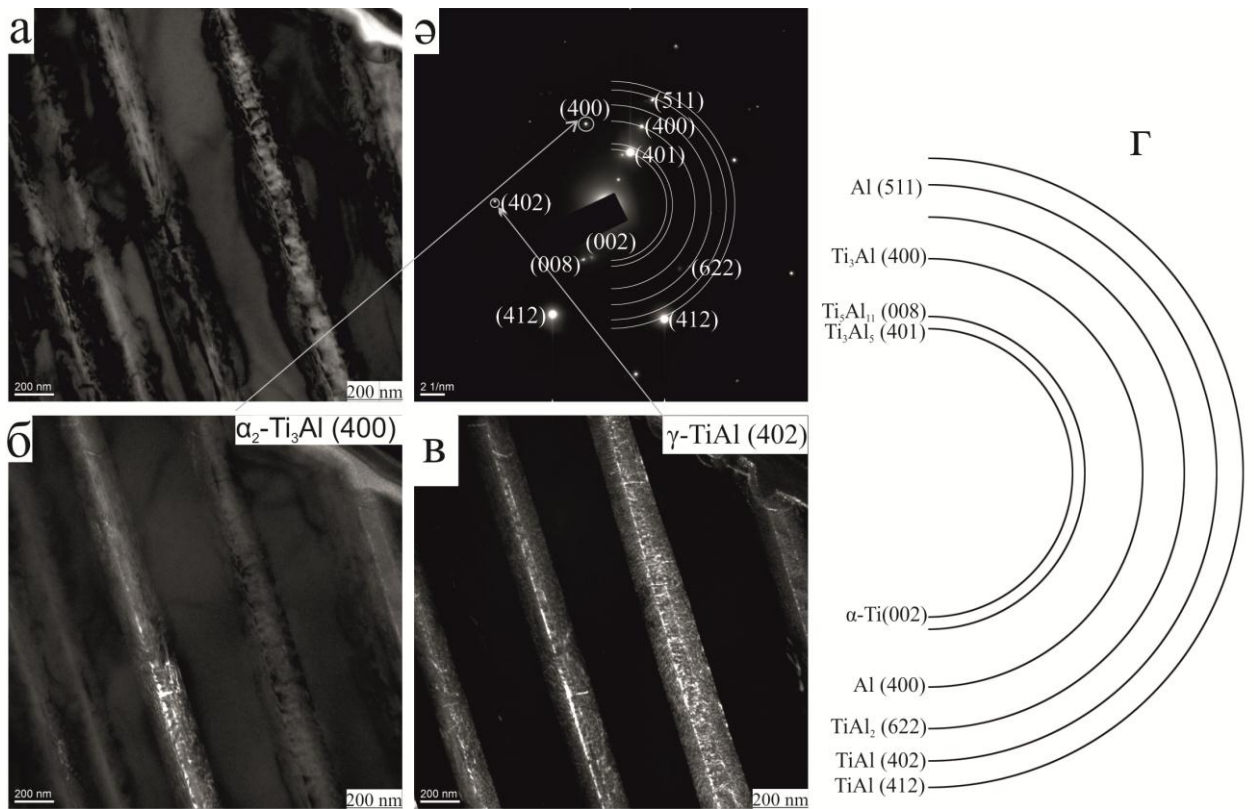 а
200 nm
200 nm
ә
(511)
(400)
(400)
(401)
(402)
(002)
(008)
(622)
(412)
(412)
2 1/nm
б
α₂-Ti₃Al (400)
200 nm
200 nm
в
γ-TiAl (402)
200 nm
200 nm
г
Al (511)
Ti₃Al (400)
Ti₅Al₁₁ (008)
Ti₃Al₅ (401)
α-Ti(002)
Al (400)
TiAl₂ (622)
TiAl (402)
TiAl (412)